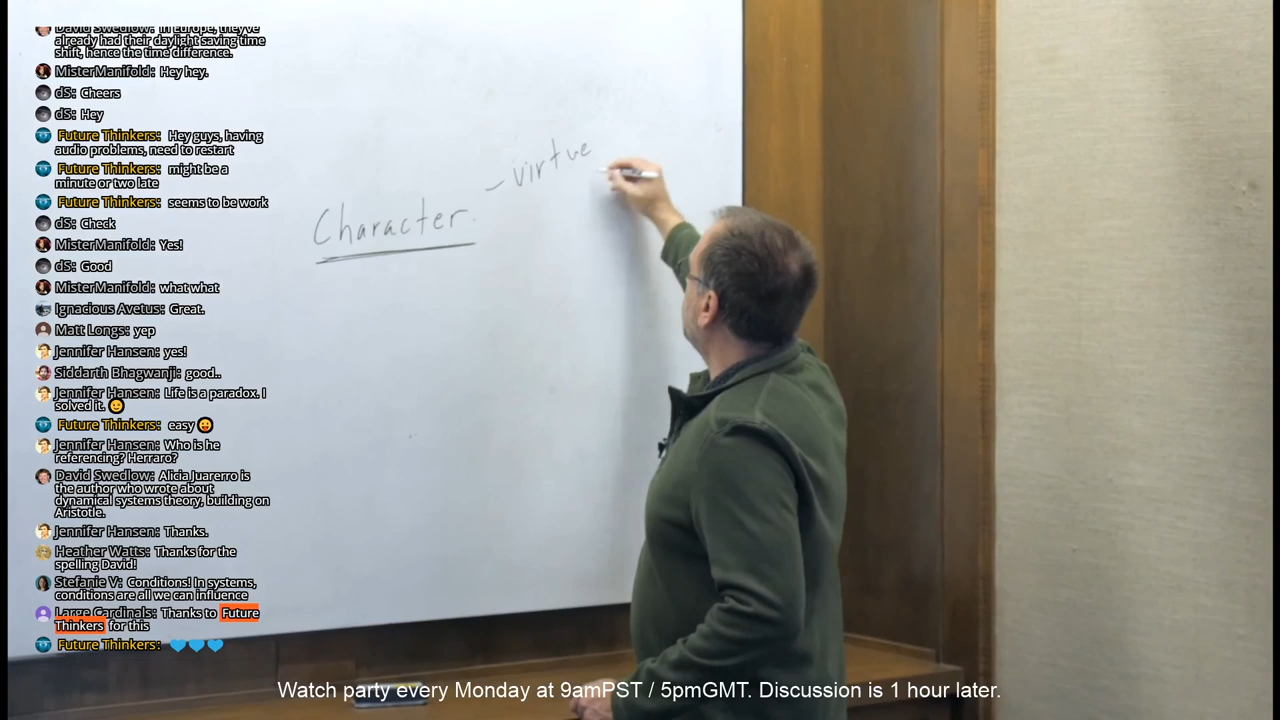 David Swedlow: In Europe, they've
already had their daylight saving time
shift, hence the time difference.
MisterManifold: Hey hey.
dS: Cheers
dS: Hey
Future Thinkers: Hey guys, having
audio problems, need to restart
Future Thinkers: might be a
minute or two late
Future Thinkers: seems to be work
dS: Check
MisterManifold: Yes!
dS: Good
MisterManifold: what what
Ignacious Avetus: Great.
Matt Longs: yep
Jennifer Hansen: yes!
Siddarth Bhagwanji: good..
Jennifer Hansen: Life is a paradox. I
solved it. 😉
Future Thinkers: easy 😛
Jennifer Hansen: Who is he
referencing? Herraro?
David Swedlow: Alicia Juarerro is
the author who wrote about
dynamical systems theory, building on
Aristotle.
Jennifer Hansen: Thanks.
Heather Watts: Thanks for the
spelling David!
Stefanie V: Conditions! In systems,
conditions are all we can influence
Large Cardinals: Thanks to Future
Thinkers for this
Future Thinkers: 💙💙💙
– virtue
Character
Watch party every Monday at 9amPST / 5pmGMT. Discussion is 1 hour later.